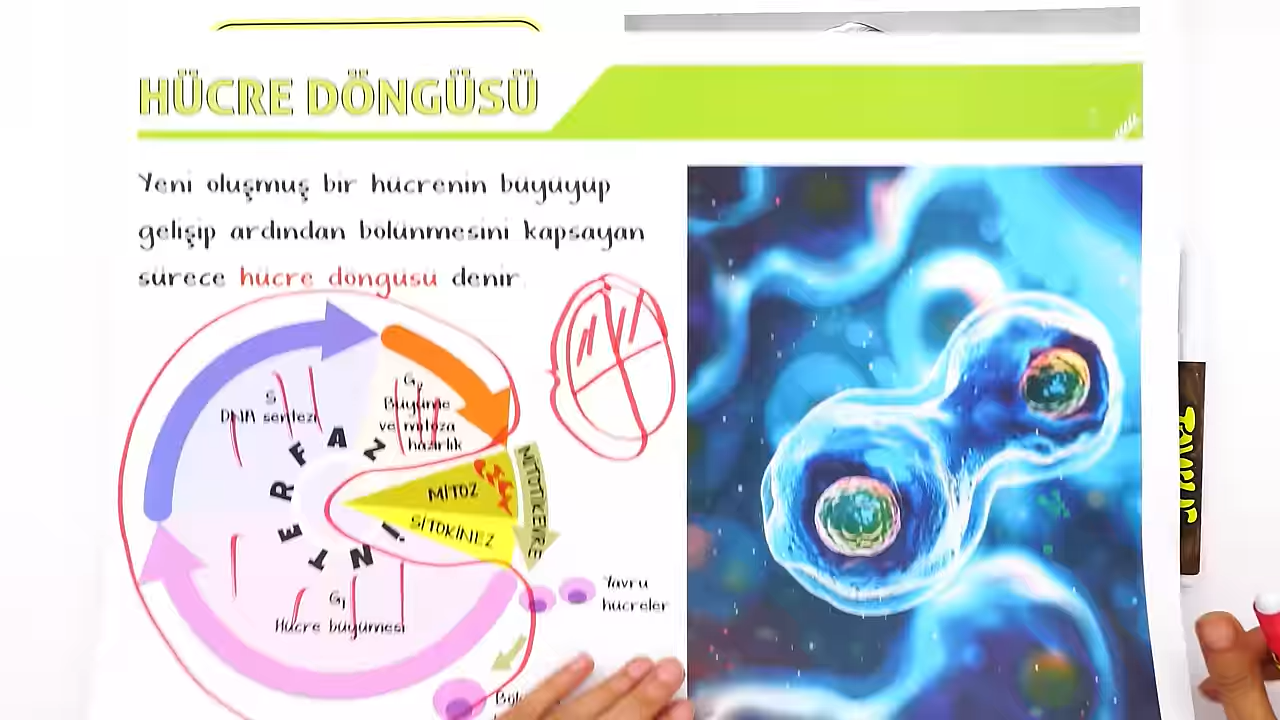 HÜCRE DÖNGÜSÜ
Yeni oluşmuş bir hücrenin büyüyüp
gelişip ardından bölünmesini kapsayan
sürece hücre döngüsü denir.
S
DNA sentezi
G₂
Büyüme
ve mitoza
hazırlık
İNTERFAZ
MİTOZ
SİTOKİNEZ
MİTOTİK EVRE
G₁
Hücre büyümesi
Yavru
hücreler